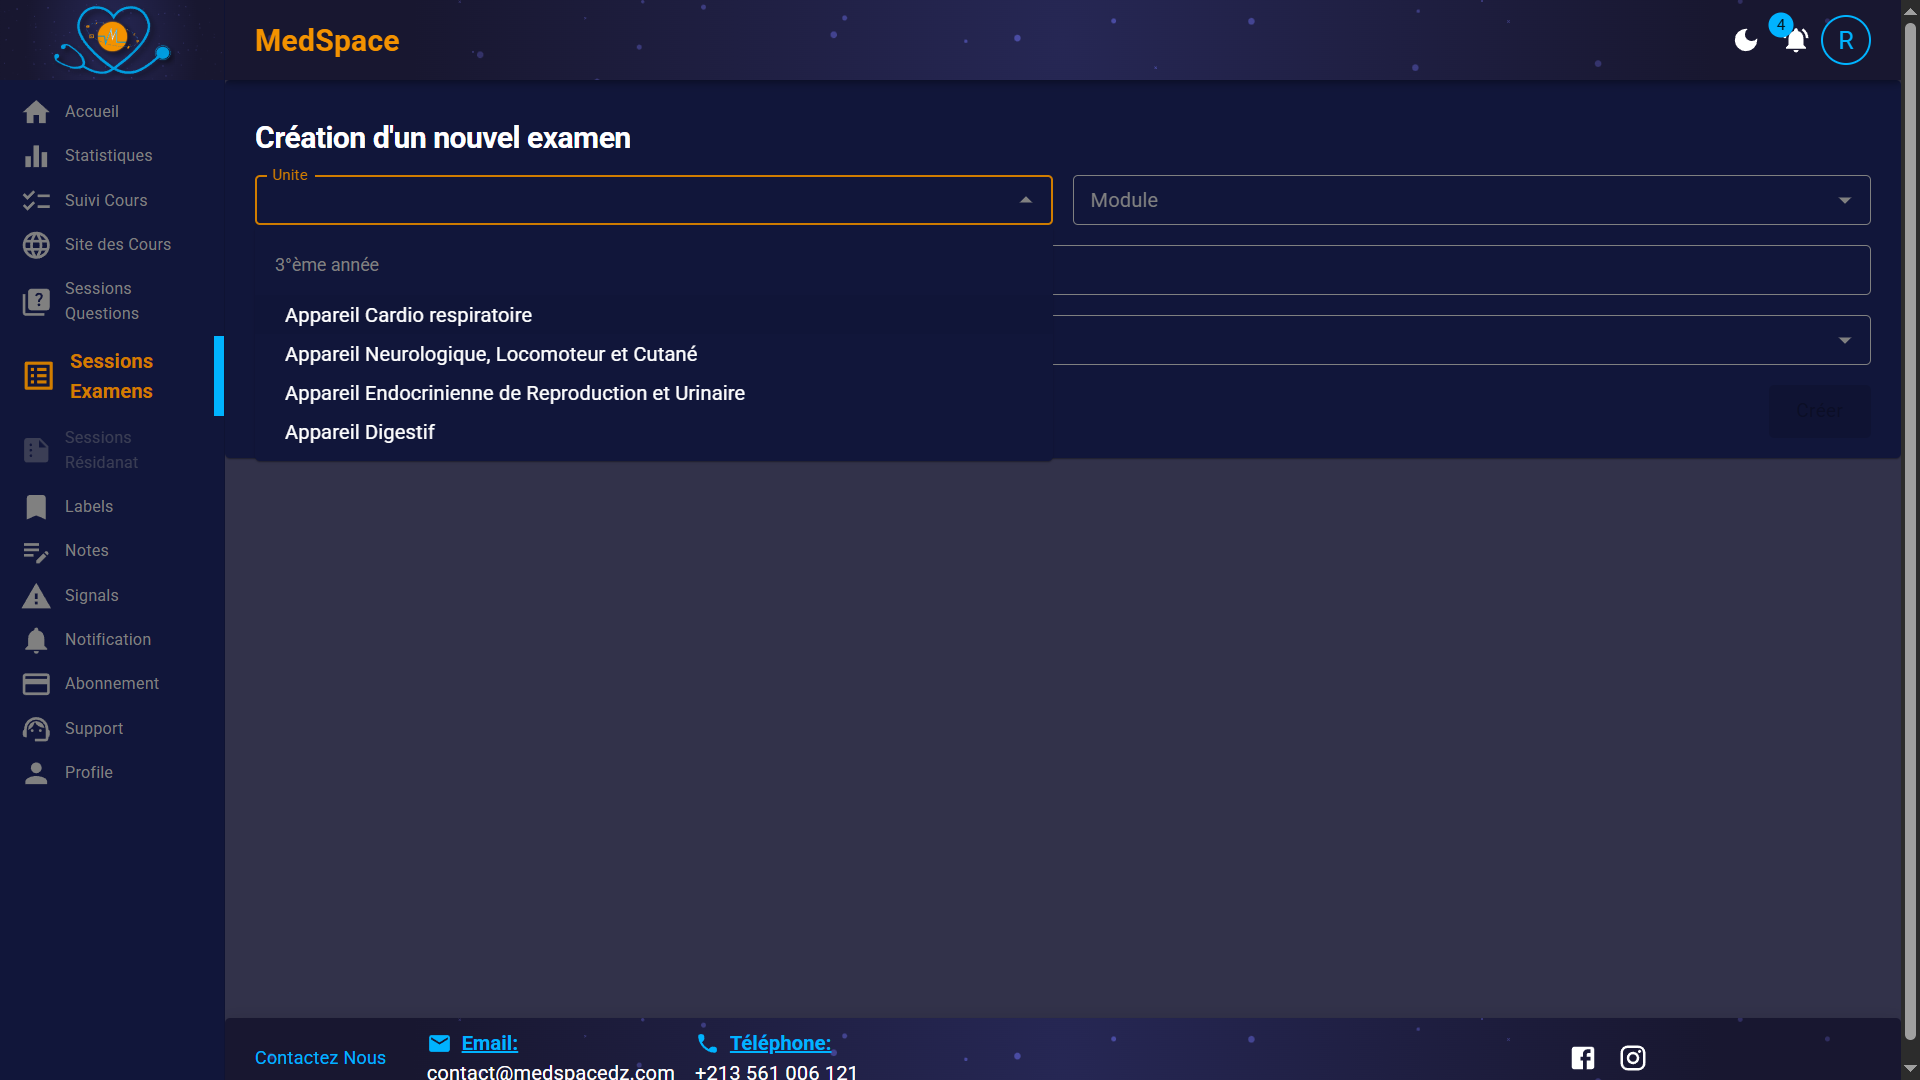 MedSpace
4
R
Accueil
Statistiques
Suivi Cours
Site des Cours
Sessions
Questions
Sessions
Examens
Sessions
Résidanat
Labels
Notes
Signals
Notification
Abonnement
Support
Profile
Création d'un nouvel examen
Unite
Module
3°ème année
Appareil Cardio respiratoire
Appareil Neurologique, Locomoteur et Cutané
Appareil Endocrinienne de Reproduction et Urinaire
Appareil Digestif
Créer
Contactez Nous
Email:
contact@medspacedz.com
Téléphone:
+213 561 006 121